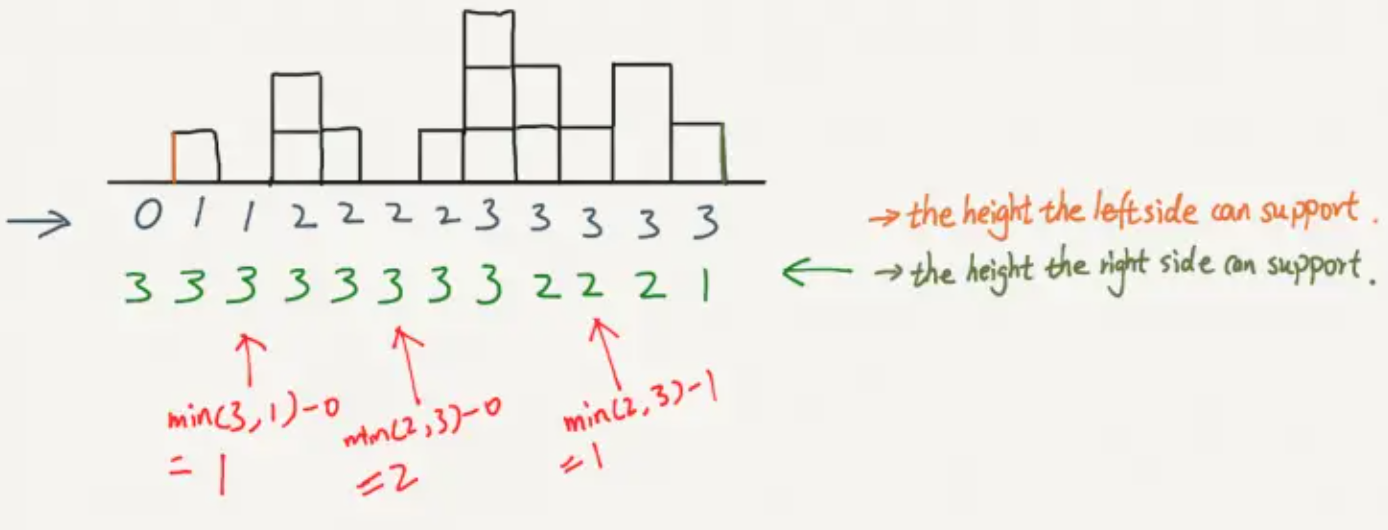 → 0 1 1 2 2 2 2 3 3 3 3 3 → the height the left side can support.
3 3 3 3 3 3 3 3 2 2 2 1 ← → the height the right side can support.
min(3,1)-0
= 1
min(2,3)-0
=2
min(2,3)-1
=1